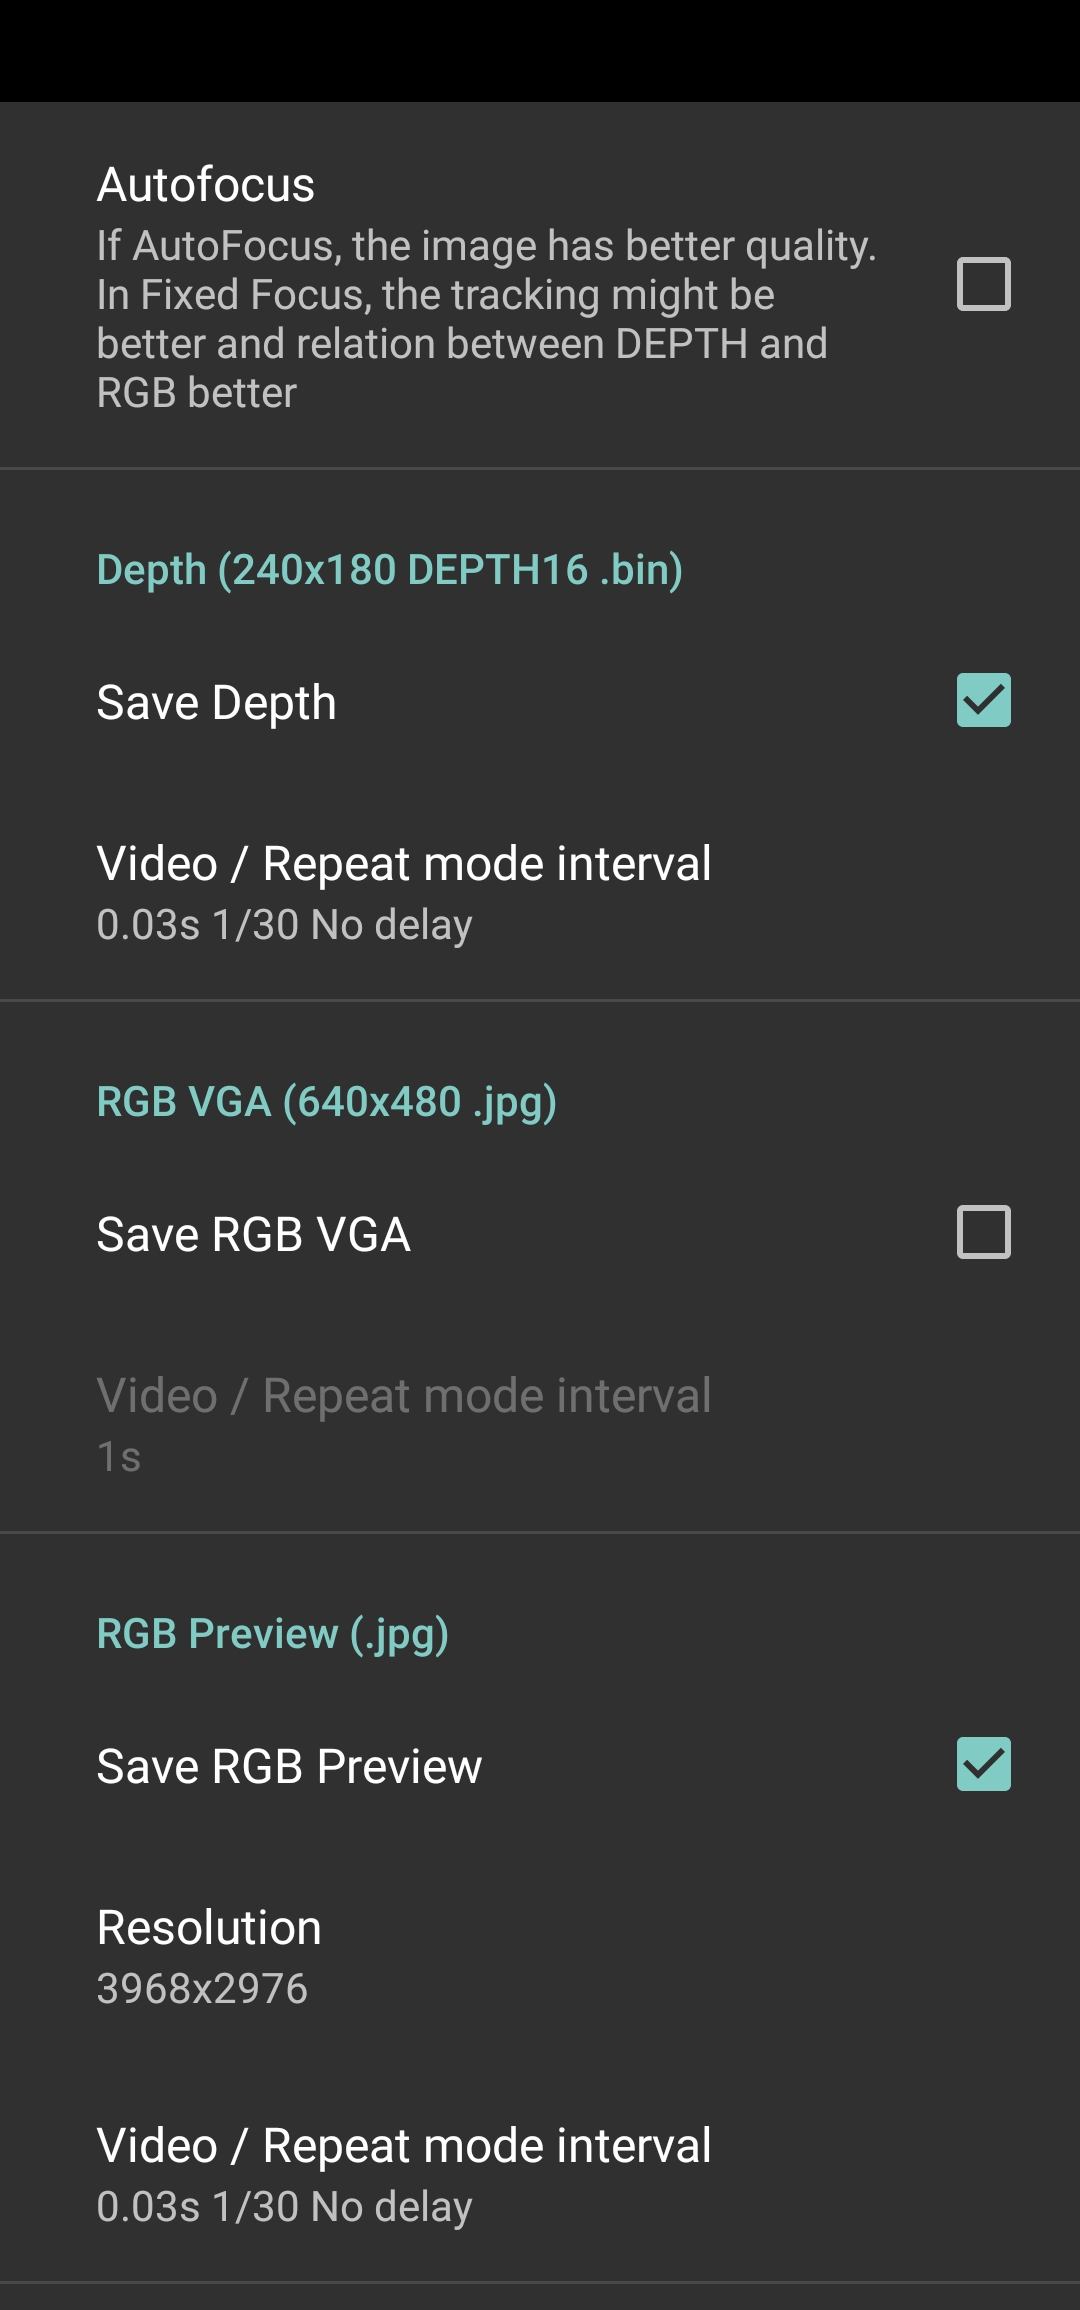 Autofocus
If AutoFocus, the image has better quality.
In Fixed Focus, the tracking might be
better and relation between DEPTH and
RGB better
Depth (240x180 DEPTH16 .bin)
Save Depth
Video / Repeat mode interval
0.03s 1/30 No delay
RGB VGA (640x480 .jpg)
Save RGB VGA
Video / Repeat mode interval
1s
RGB Preview (.jpg)
Save RGB Preview
Resolution
3968x2976
Video / Repeat mode interval
0.03s 1/30 No delay